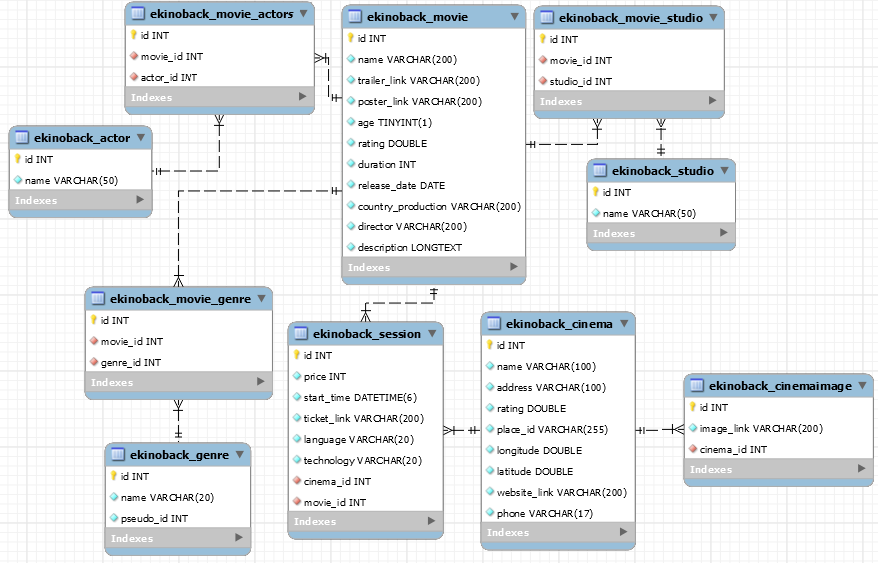 ekinoback_movie_actors
id INT
movie_id INT
actor_id INT
Indexes
ekinoback_movie
id INT
name VARCHAR(200)
trailer_link VARCHAR(200)
poster_link VARCHAR(200)
age TINYINT(1)
rating DOUBLE
duration INT
release_date DATE
country_production VARCHAR(200)
director VARCHAR(200)
description LONGTEXT
Indexes
ekinoback_movie_studio
id INT
movie_id INT
studio_id INT
Indexes
ekinoback_actor
id INT
name VARCHAR(50)
Indexes
ekinoback_studio
id INT
name VARCHAR(50)
Indexes
ekinoback_movie_genre
id INT
movie_id INT
genre_id INT
Indexes
ekinoback_session
id INT
price INT
start_time DATETIME(6)
ticket_link VARCHAR(200)
language VARCHAR(20)
technology VARCHAR(20)
cinema_id INT
movie_id INT
Indexes
ekinoback_cinema
id INT
name VARCHAR(100)
address VARCHAR(100)
rating DOUBLE
place_id VARCHAR(255)
longitude DOUBLE
latitude DOUBLE
website_link VARCHAR(200)
phone VARCHAR(17)
Indexes
ekinoback_cinemaimage
id INT
image_link VARCHAR(200)
cinema_id INT
Indexes
ekinoback_genre
id INT
name VARCHAR(20)
pseudo_id INT
Indexes